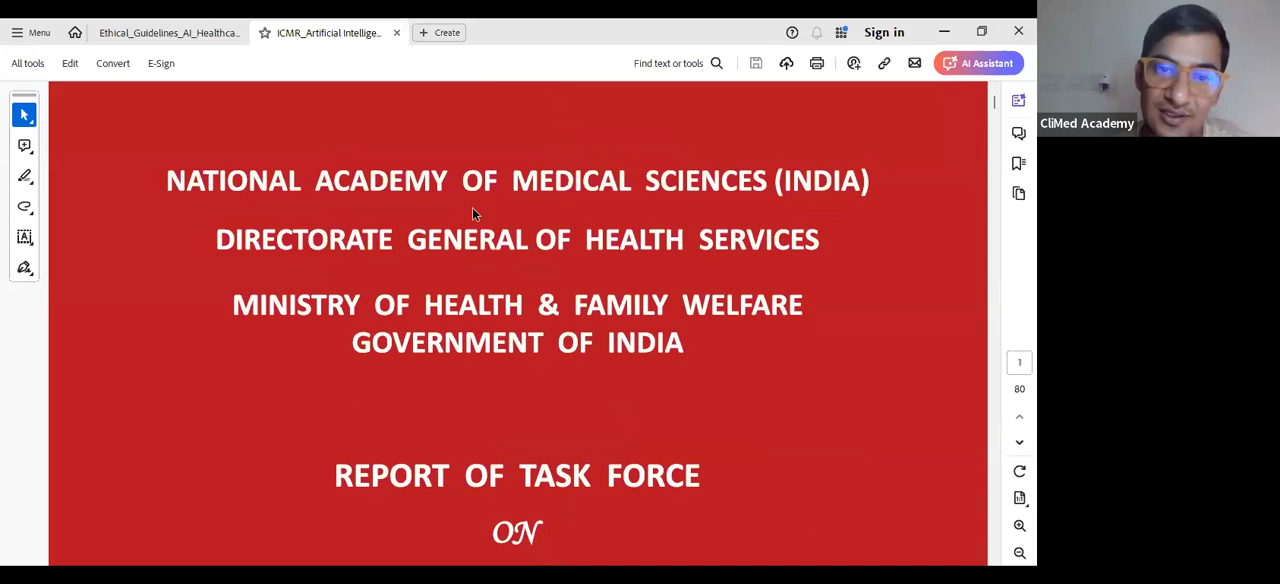 Menu
Ethical_Guidelines_AI_Healthca...
ICMR_Artificial Intellige...
Create
Sign in
All tools
Edit
Convert
E-Sign
Find text or tools
AI Assistant
CliMed Academy
NATIONAL ACADEMY OF MEDICAL SCIENCES (INDIA)
DIRECTORATE GENERAL OF HEALTH SERVICES
MINISTRY OF HEALTH & FAMILY WELFARE
GOVERNMENT OF INDIA
1
80
REPORT OF TASK FORCE
ON